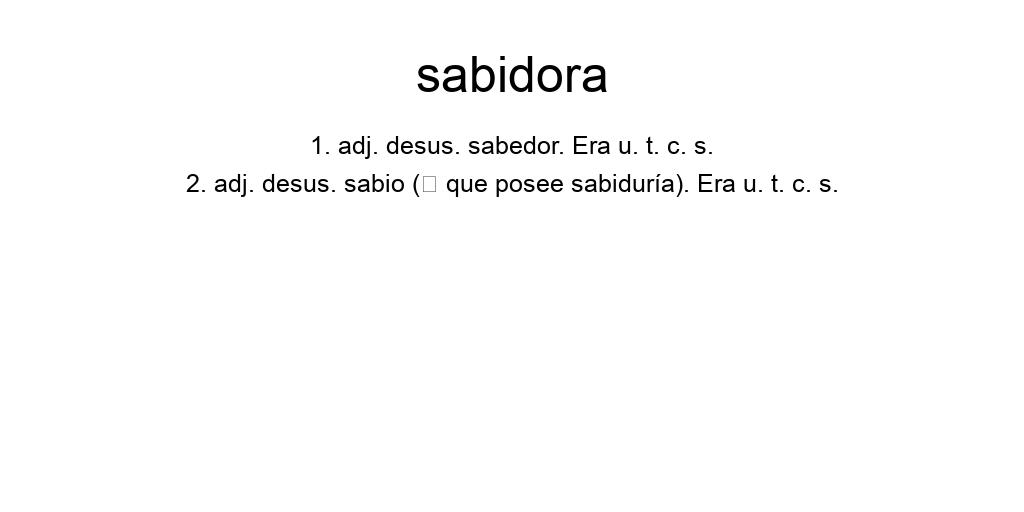 sabidora
1. adj. desus. sabedor. Era u. t. c. s.
2. adj. desus. sabio (□ que posee sabiduría). Era u. t. c. s.